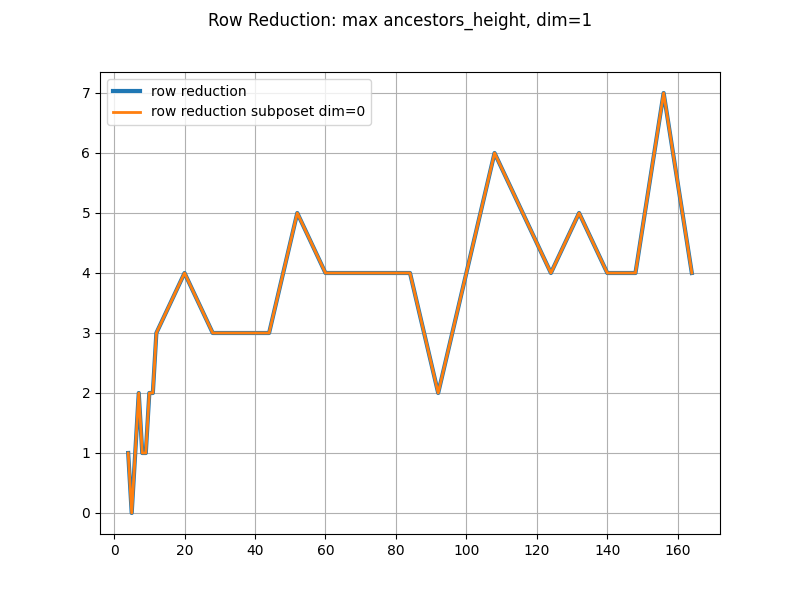 Row Reduction: max ancestors_height, dim=1
row reduction
row reduction subposet dim=0
7
6
5
4
3
2
1
0
0 20 40 60 80 100 120 140 160